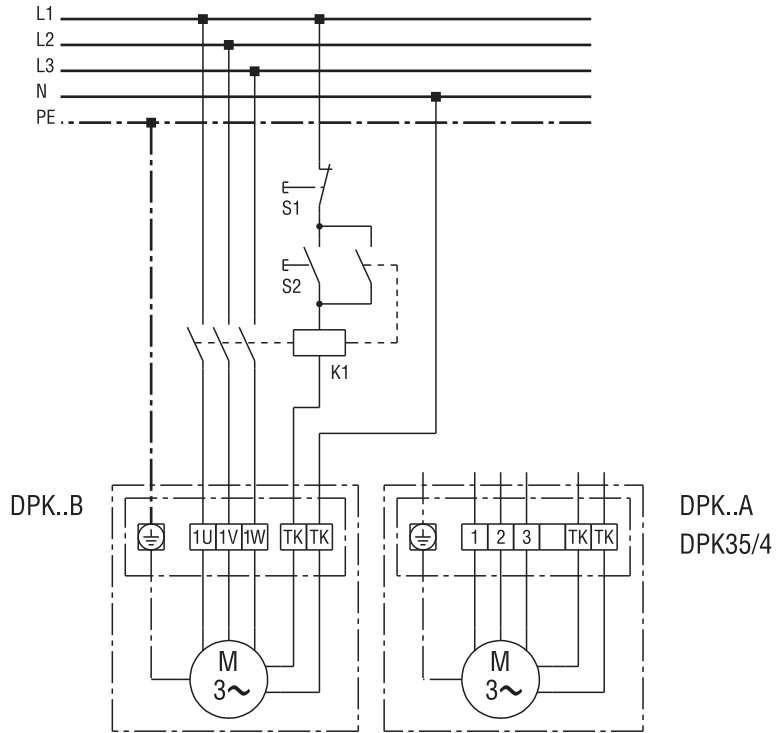 L1
L2
L3
N
PE
S1
S2
K1
DPK..B
1U 1V 1W TK TK
M
3~
DPK..A
DPK35/4
1 2 3 TK TK
M
3~